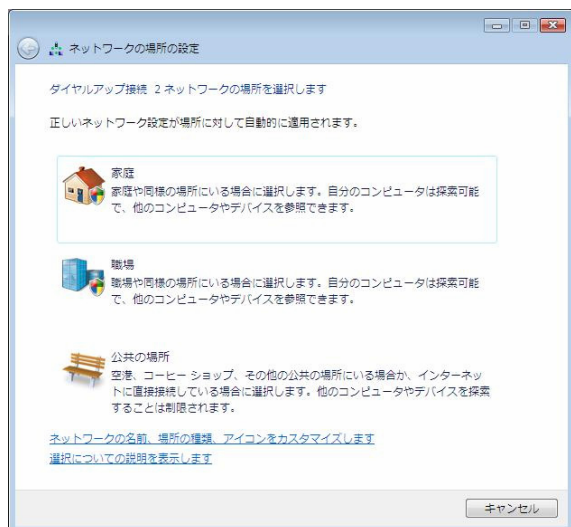 ネットワークの場所の設定
ダイヤルアップ接続 2 ネットワークの場所を選択します
正しいネットワーク設定が場所に対して自動的に適用されます。
家庭
家庭や同様の場所にいる場合に選択します。自分のコンピュータは探索可能
で、他のコンピュータやデバイスを参照できます。
職場
職場や同様の場所にいる場合に選択します。自分のコンピュータは探索可能
で、他のコンピュータやデバイスを参照できます。
公共の場所
空港、コーヒー ショップ、その他の公共の場所にいる場合か、インターネッ
トに直接接続している場合に選択します。他のコンピュータやデバイスを探索
することは制限されます。
ネットワークの名前、場所の種類、アイコンをカスタマイズします
選択についての説明を表示します
キャンセル